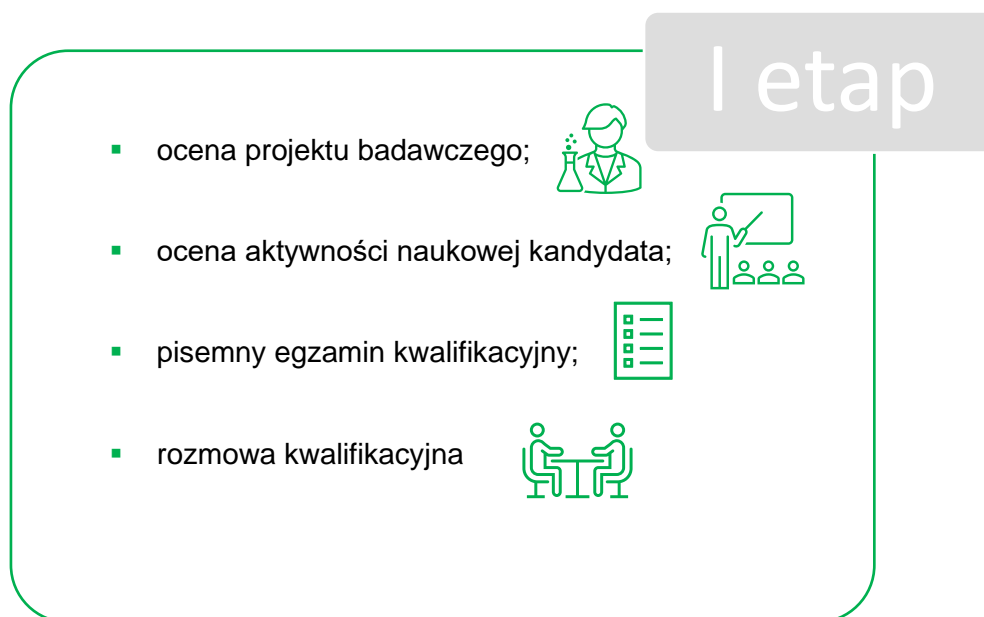 I etap
▪ ocena projektu badawczego;
▪ ocena aktywności naukowej kandydata;
▪ pisemny egzamin kwalifikacyjny;
▪ rozmowa kwalifikacyjna